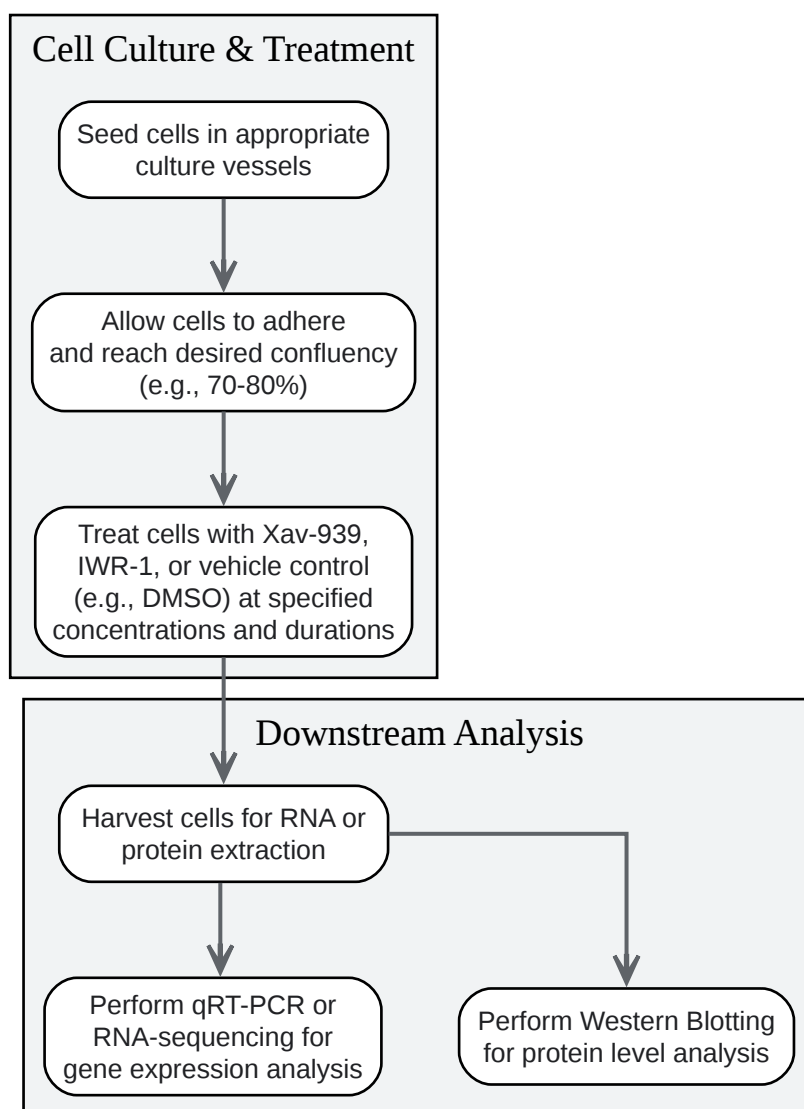 Cell Culture & Treatment
Seed cells in appropriate
culture vessels
Allow cells to adhere
and reach desired confluency
(e.g., 70-80%)
Treat cells with Xav-939,
IWR-1, or vehicle control
(e.g., DMSO) at specified
concentrations and durations
Downstream Analysis
Harvest cells for RNA or
protein extraction
Perform qRT-PCR or
RNA-sequencing for
gene expression analysis
Perform Western Blotting
for protein level analysis